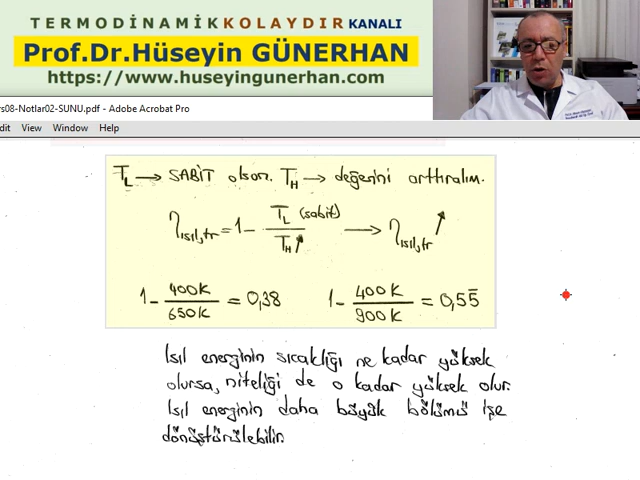 TERMODİNAMİKKOLAYDIR KANALI
Prof.Dr.Hüseyin GÜNERHAN
https://www.huseyingunerhan.com
rs08-Notlar02-SUNU.pdf - Adobe Acrobat Pro
dit View Window Help
T_L → SABİT olsun. T_H → değerini arttıralım.
η_ısıl,tr = 1 - T_L (sabit) / T_H ↑ → η_ısıl,tr ↑
1 - 400K / 650K = 0,38 1 - 400K / 900K = 0,55̄
Isıl enerjinin sıcaklığı ne kadar yüksek
olursa, niteliği de o kadar yüksek olur.
Isıl enerjinin daha büyük bölümü işe
dönüştürülebilir.